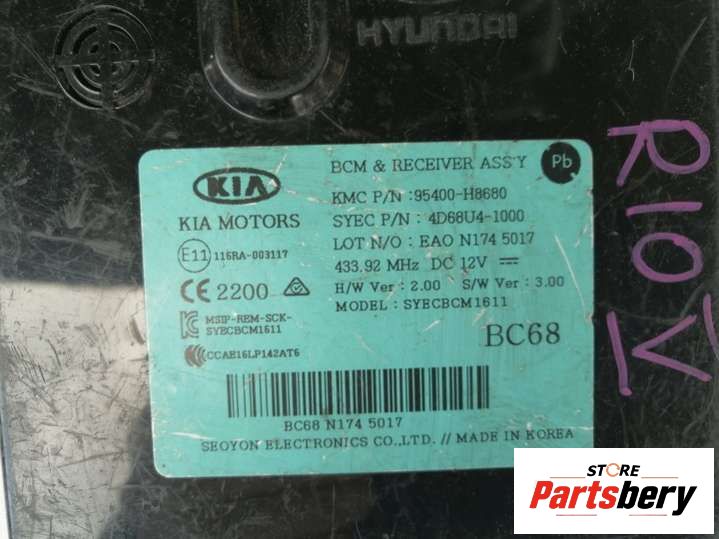 HYUNDAI
KIA
KIA MOTORS
E11 116RA-003117
CE 2200
MSIP-REM-SCK-
SYECBCM1611
CCAE16LP142AT6
BCM & RECEIVER ASS'Y
Pb
KMC P/N : 95400-H8680
SYEC P/N : 4D68U4-1000
LOT N/O : EAO N174 5017
433.92 MHz DC 12V
H/W Ver : 2.00 S/W Ver : 3.00
MODEL : SYECBCM1611
BC68
BC68 N174 5017
SEOYON ELECTRONICS CO.,LTD. // MADE IN KOREA
RIO V
STORE
Partsbery